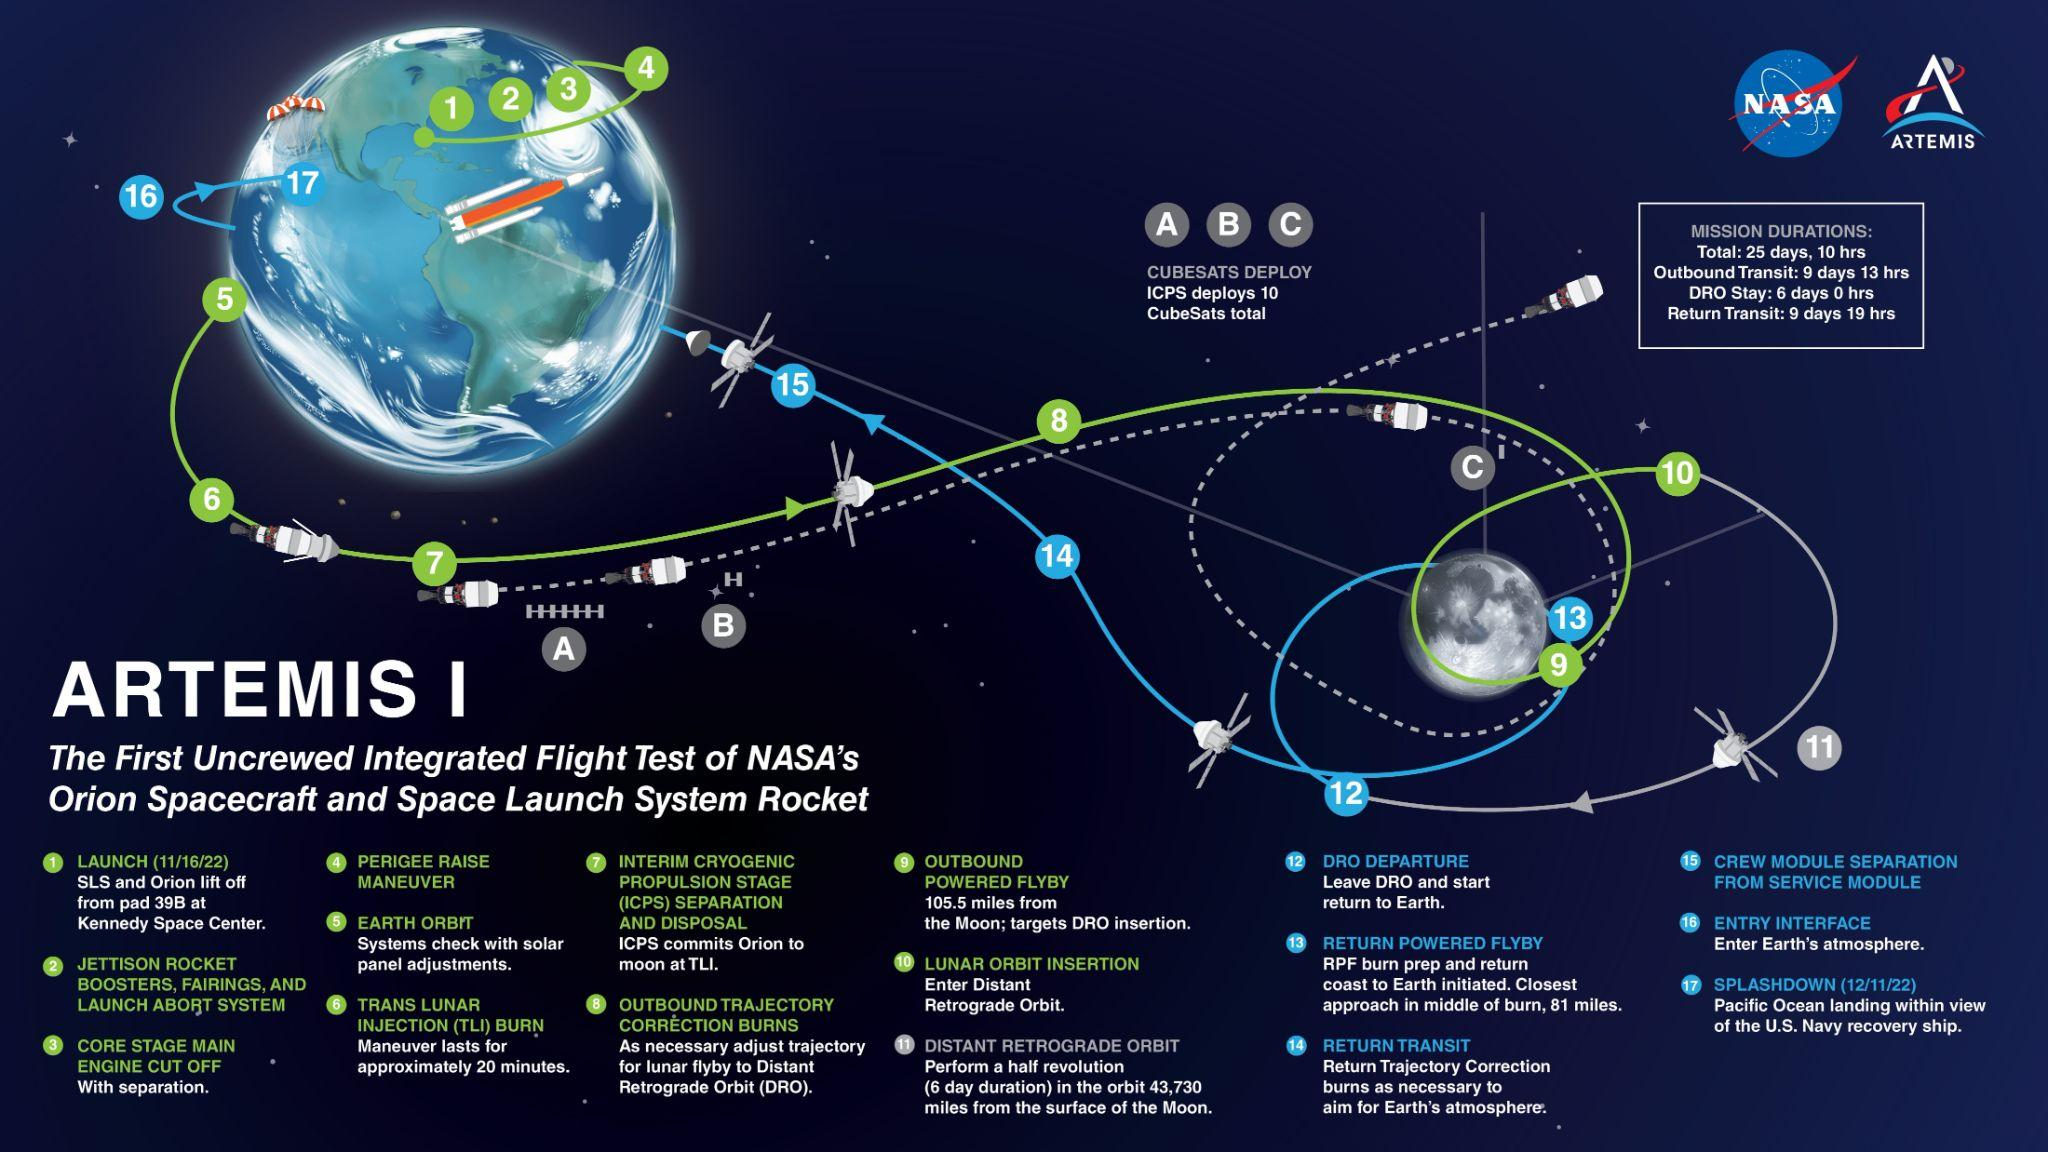 1
2
3
4
16
17
5
6
7
8
15
14
10
13
9
12
11
A
B
C
NASA
ARTEMIS
A B C
CUBESATS DEPLOY
ICPS deploys 10
CubeSats total
MISSION DURATIONS:
Total: 25 days, 10 hrs
Outbound Transit: 9 days 13 hrs
DRO Stay: 6 days 0 hrs
Return Transit: 9 days 19 hrs
ARTEMIS I
The First Uncrewed Integrated Flight Test of NASA's
Orion Spacecraft and Space Launch System Rocket
1 LAUNCH (11/16/22)
SLS and Orion lift off
from pad 39B at
Kennedy Space Center.
2 JETTISON ROCKET
BOOSTERS, FAIRINGS, AND
LAUNCH ABORT SYSTEM
3 CORE STAGE MAIN
ENGINE CUT OFF
With separation.
4 PERIGEE RAISE
MANEUVER
5 EARTH ORBIT
Systems check with solar
panel adjustments.
6 TRANS LUNAR
INJECTION (TLI) BURN
Maneuver lasts for
approximately 20 minutes.
7 INTERIM CRYOGENIC
PROPULSION STAGE
(ICPS) SEPARATION
AND DISPOSAL
ICPS commits Orion to
moon at TLI.
8 OUTBOUND TRAJECTORY
CORRECTION BURNS
As necessary adjust trajectory
for lunar flyby to Distant
Retrograde Orbit (DRO).
9 OUTBOUND
POWERED FLYBY
105.5 miles from
the Moon; targets DRO insertion.
10 LUNAR ORBIT INSERTION
Enter Distant
Retrograde Orbit.
11 DISTANT RETROGRADE ORBIT
Perform a half revolution
(6 day duration) in the orbit 43,730
miles from the surface of the Moon.
12 DRO DEPARTURE
Leave DRO and start
return to Earth.
13 RETURN POWERED FLYBY
RPF burn prep and return
coast to Earth initiated. Closest
approach in middle of burn, 81 miles.
14 RETURN TRANSIT
Return Trajectory Correction
burns as necessary to
aim for Earth's atmosphere.
15 CREW MODULE SEPARATION
FROM SERVICE MODULE
16 ENTRY INTERFACE
Enter Earth's atmosphere.
17 SPLASHDOWN (12/11/22)
Pacific Ocean landing within view
of the U.S. Navy recovery ship.